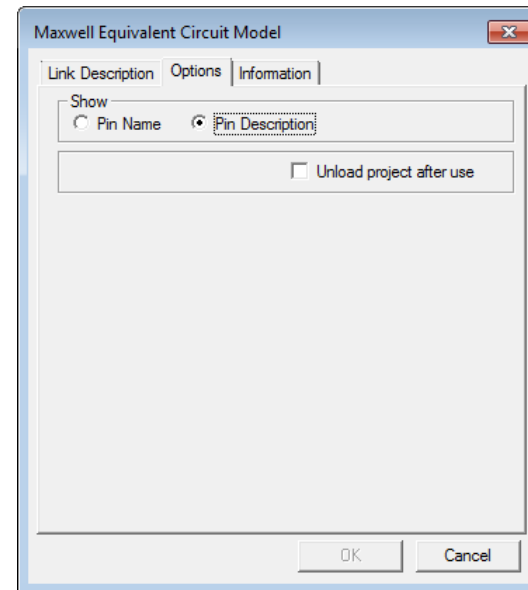 Maxwell Equivalent Circuit Model
Link Description Options Information
Show
Pin Name Pin Description
Unload project after use
OK Cancel